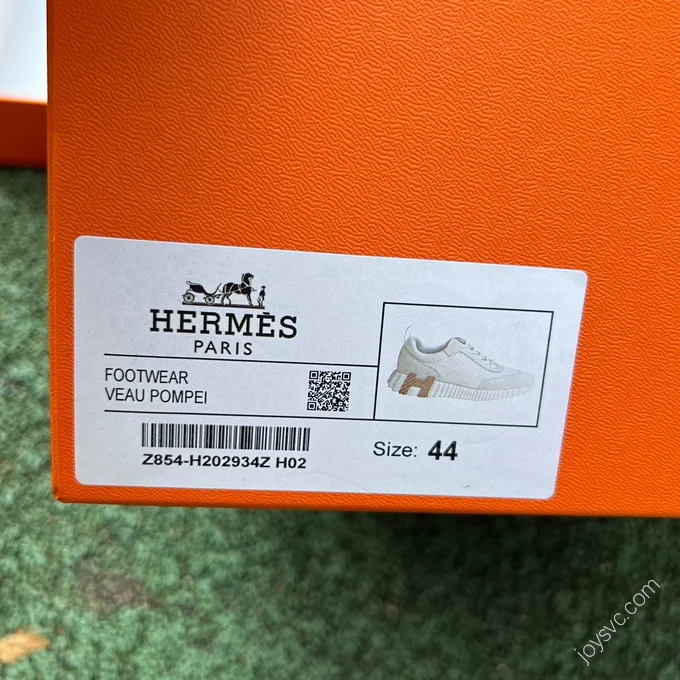 HERMÈS
PARIS
FOOTWEAR
VEAU POMPEI
Z854-H202934Z H02
Size: 44
joysvc.com